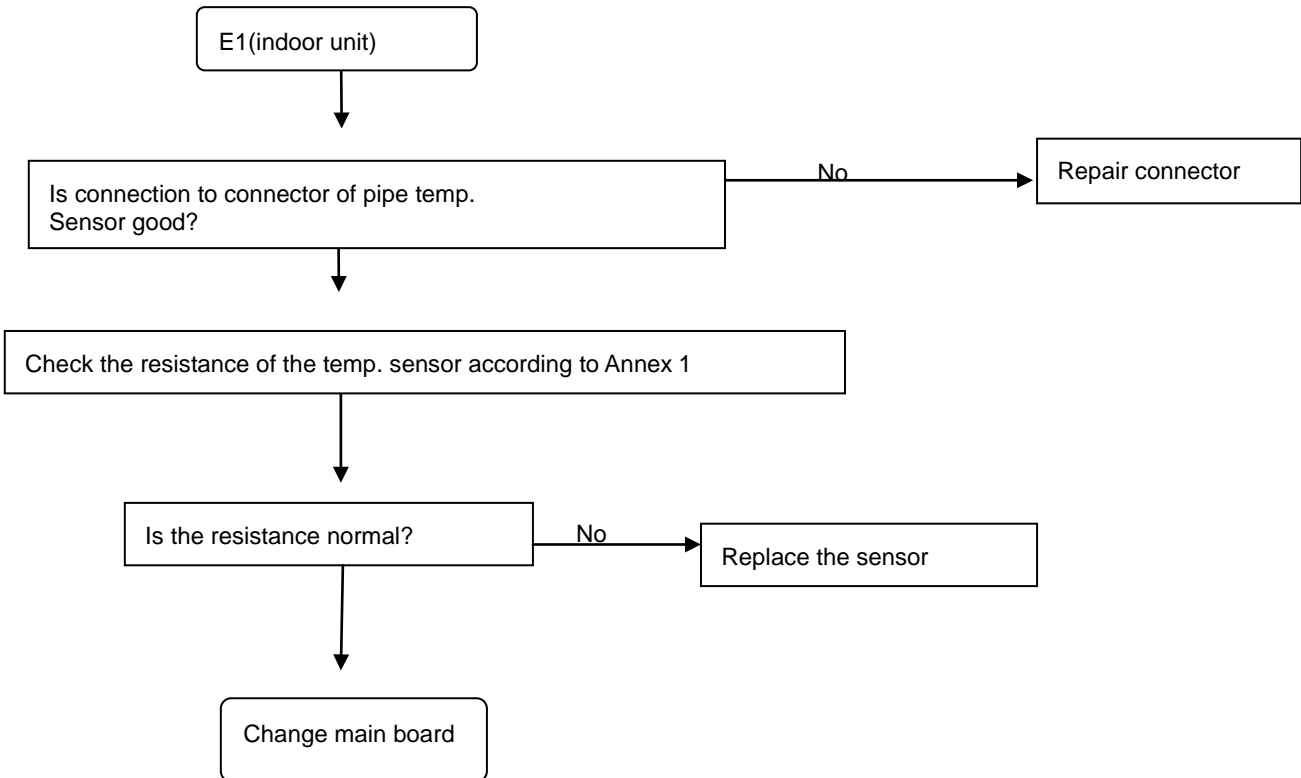 E1(indoor unit)
No
Repair connector
Is connection to connector of pipe temp.
Sensor good?
Check the resistance of the temp. sensor according to Annex 1
Is the resistance normal?
No
Replace the sensor
Change main board